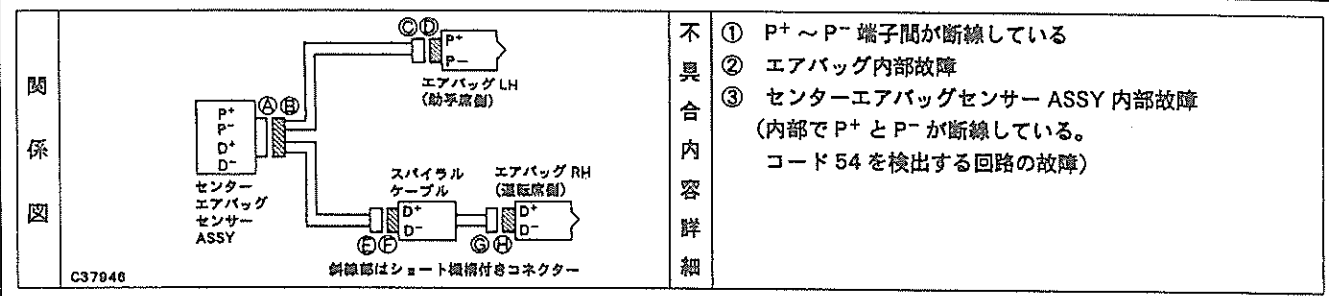 関係図
Ⓒ Ⓓ
P+
P−
エアバッグ LH
(助手席側)
Ⓐ Ⓑ
P+
P−
D+
D−
センター
エアバッグ
センサー
ASSY
スパイラル
ケーブル
エアバッグ RH
(運転席側)
D+
D−
D+
D−
Ⓔ Ⓕ
Ⓖ Ⓗ
斜線部はショート機構付きコネクター
C37946
不具合内容詳細
① P+ ~ P− 端子間が断線している
② エアバッグ内部故障
③ センターエアバッグセンサー ASSY 内部故障
(内部で P+ と P− が断線している。
コード 54 を検出する回路の故障)